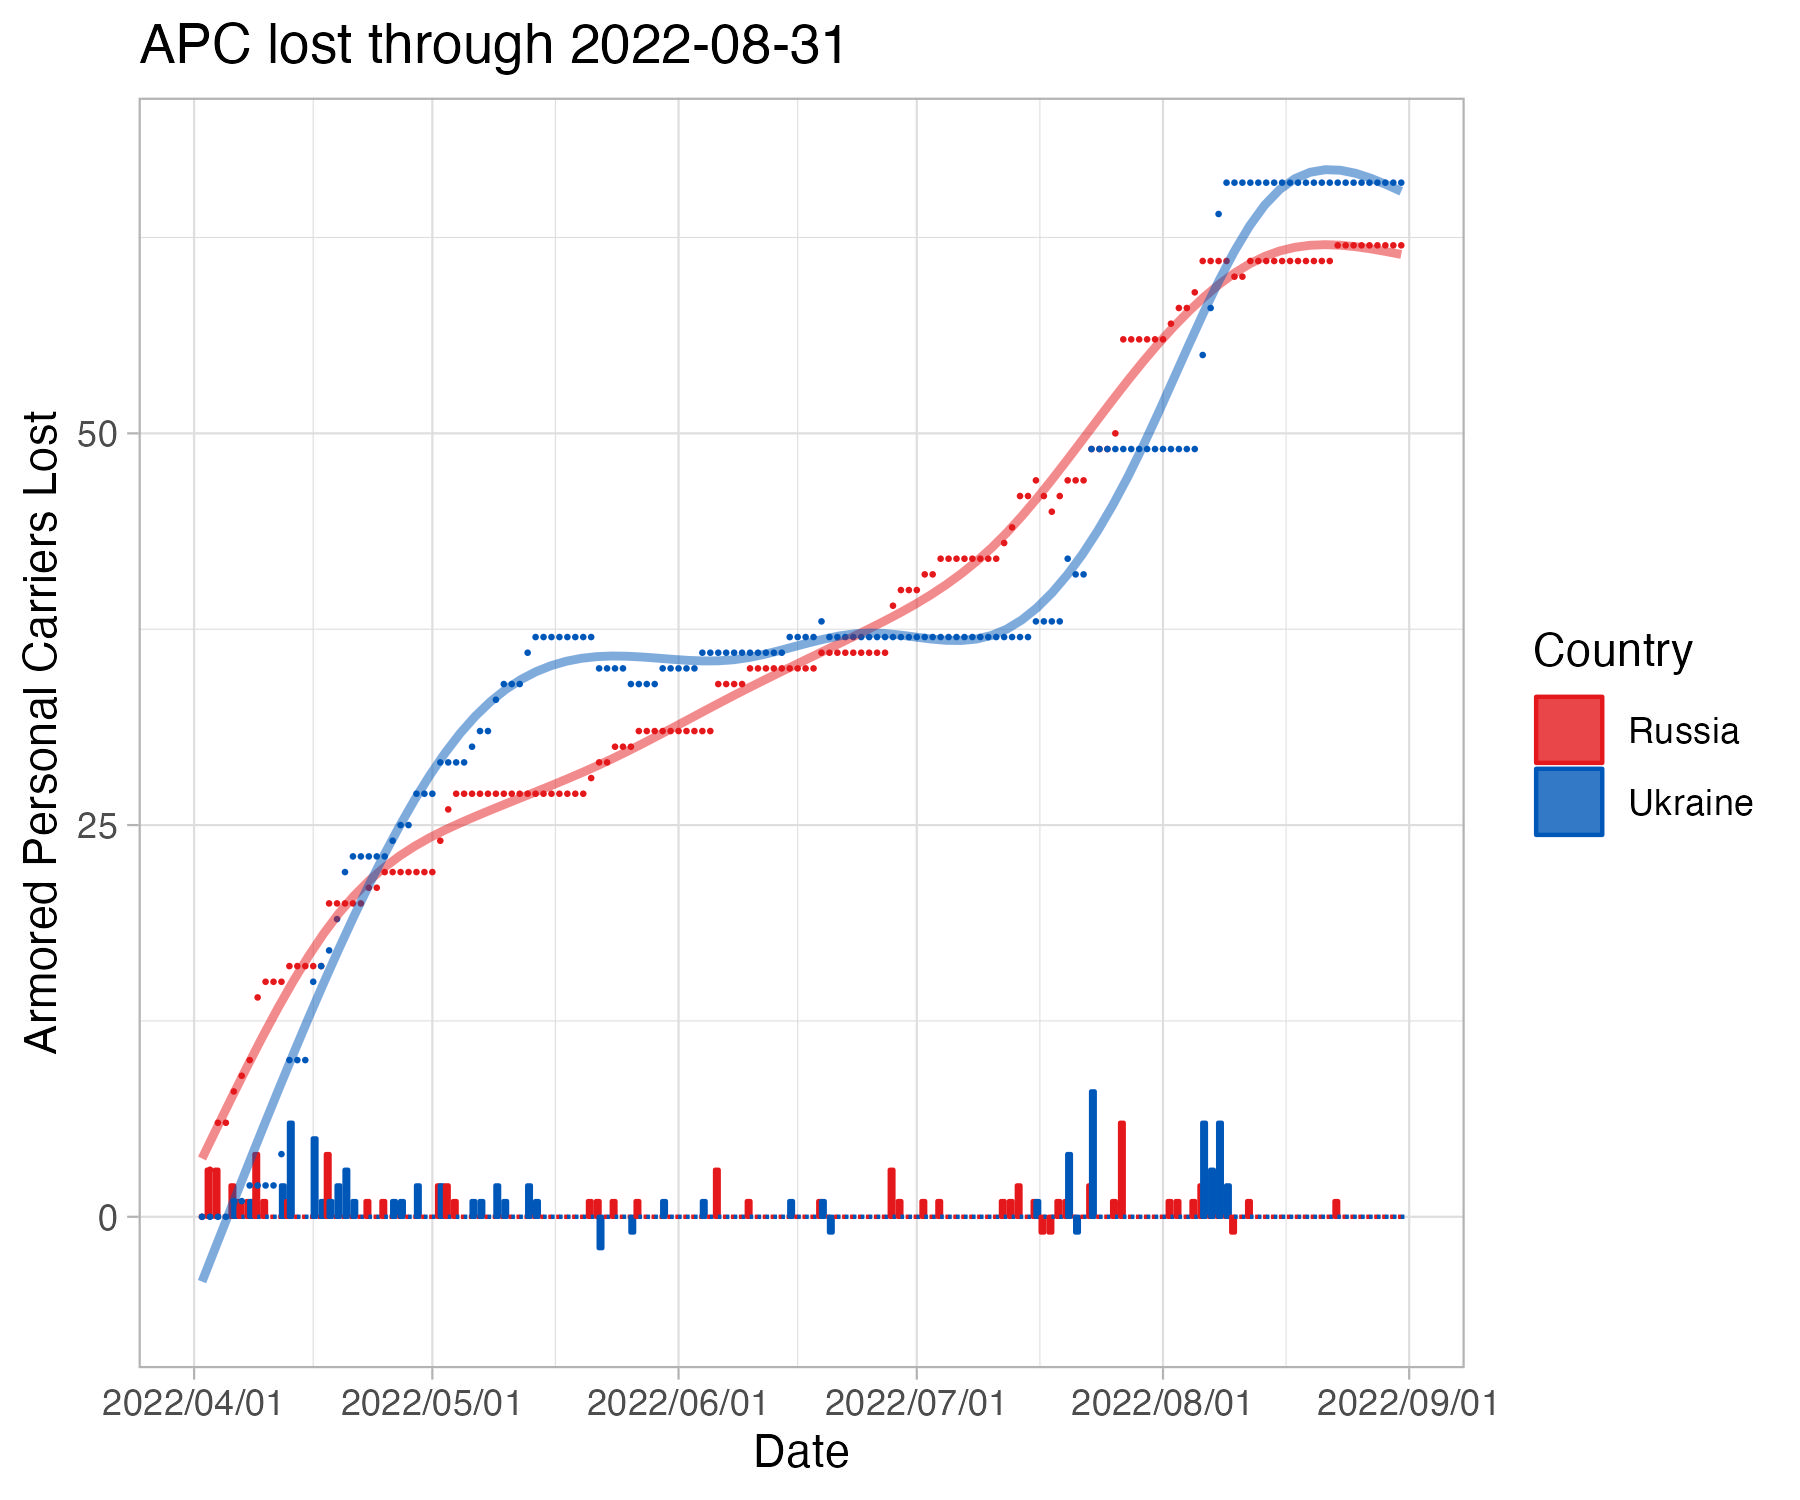 APC lost through 2022-08-31
Armored Personal Carriers Lost
50
25
0
2022/04/01 2022/05/01 2022/06/01 2022/07/01 2022/08/01 2022/09/01
Date
Country
Russia
Ukraine